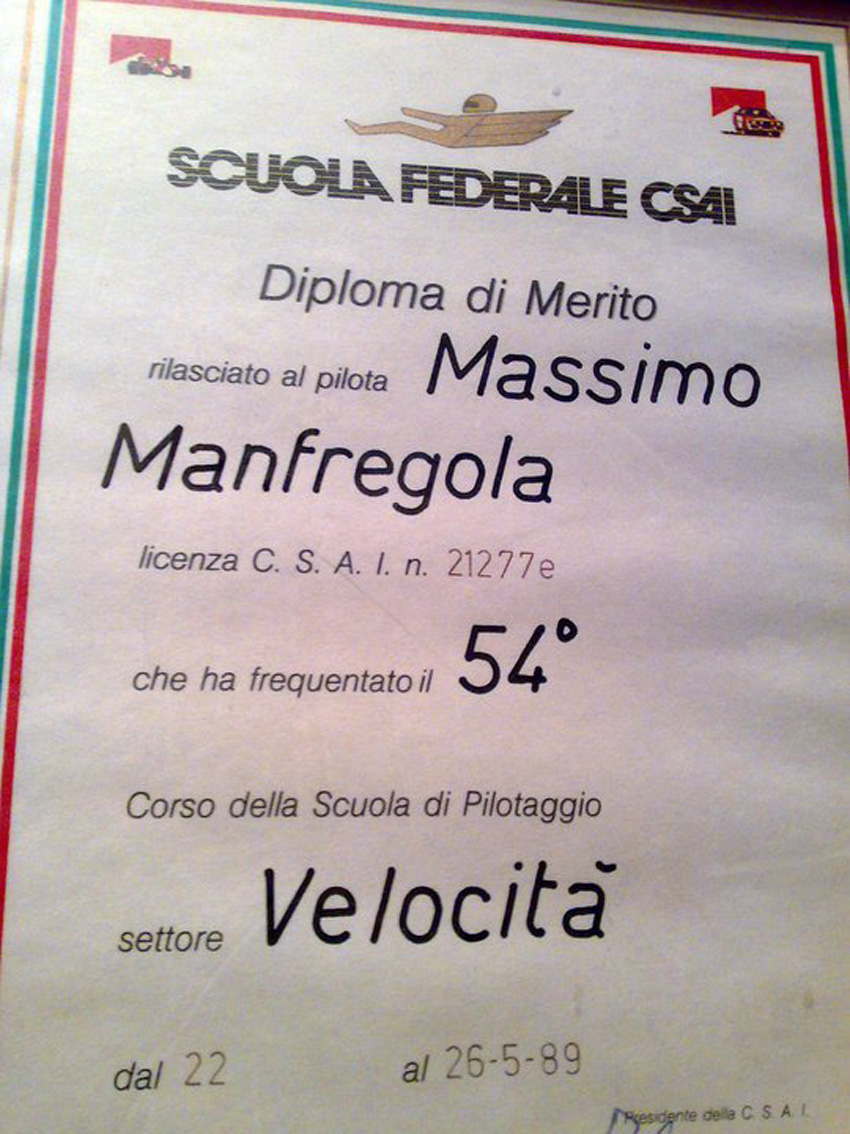 SCUOLA FEDERALE CSAI
Diploma di Merito
rilasciato al pilota Massimo
Manfregola
licenza C. S. A. I. n. 21277e
che ha frequentato il 54°
Corso della Scuola di Pilotaggio
settore Velocità
dal 22 al 26-5-89
Presidente della C. S. A. I.